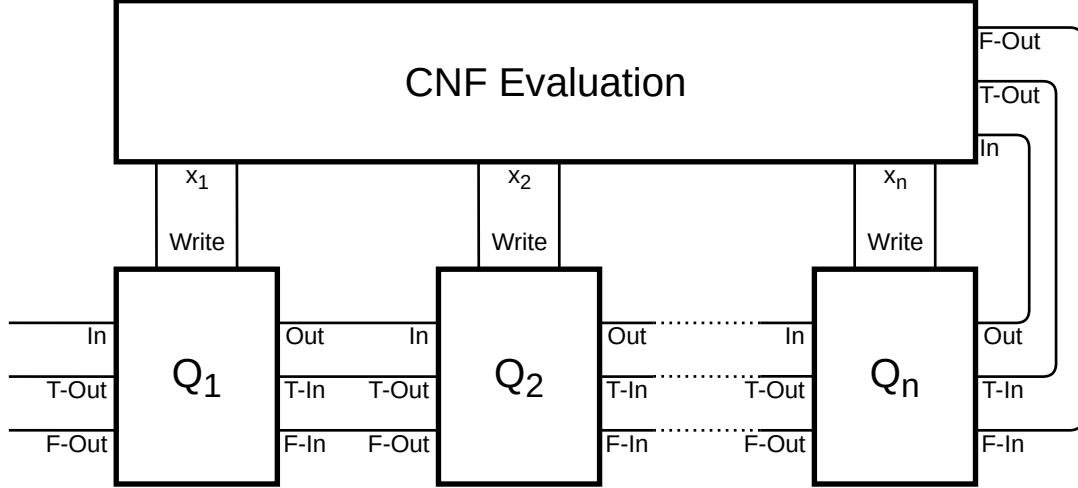 CNF Evaluation
F-Out
T-Out
In
x1 x2 xn
Write Write Write
Q1 Q2 Qn
In Out In Out In Out
T-Out T-In T-Out T-In T-Out T-In
F-Out F-In F-Out F-In F-Out F-In